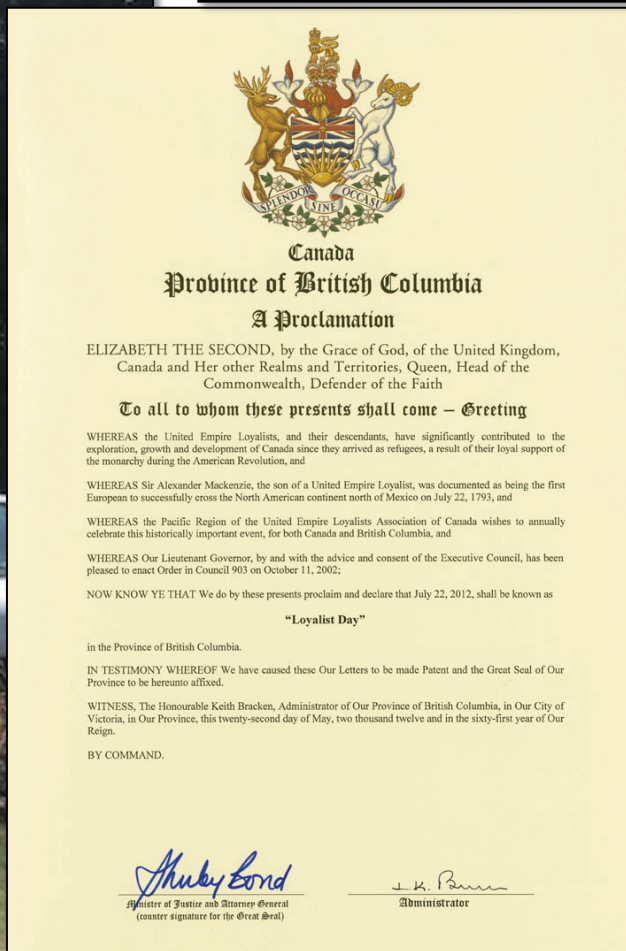 SPLENDOR SINE OCCASU
Canada
Province of British Columbia
A Proclamation
ELIZABETH THE SECOND, by the Grace of God, of the United Kingdom,
Canada and Her other Realms and Territories, Queen, Head of the
Commonwealth, Defender of the Faith
To all to whom these presents shall come – Greeting
WHEREAS the United Empire Loyalists, and their descendants, have significantly contributed to the
exploration, growth and development of Canada since they arrived as refugees, a result of their loyal support of
the monarchy during the American Revolution, and
WHEREAS Sir Alexander Mackenzie, the son of a United Empire Loyalist, was documented as being the first
European to successfully cross the North American continent north of Mexico on July 22, 1793, and
WHEREAS the Pacific Region of the United Empire Loyalists Association of Canada wishes to annually
celebrate this historically important event, for both Canada and British Columbia, and
WHEREAS Our Lieutenant Governor, by and with the advice and consent of the Executive Council, has been
pleased to enact Order in Council 903 on October 11, 2002;
NOW KNOW YE THAT We do by these presents proclaim and declare that July 22, 2012, shall be known as
“Loyalist Day”
in the Province of British Columbia.
IN TESTIMONY WHEREOF We have caused these Our Letters to be made Patent and the Great Seal of Our
Province to be hereunto affixed.
WITNESS, The Honourable Keith Bracken, Administrator of Our Province of British Columbia, in Our City of
Victoria, in Our Province, this twenty-second day of May, two thousand twelve and in the sixty-first year of Our
Reign.
BY COMMAND.
Shirley Bond
Minister of Justice and Attorney General
(counter signature for the Great Seal)
Administrator